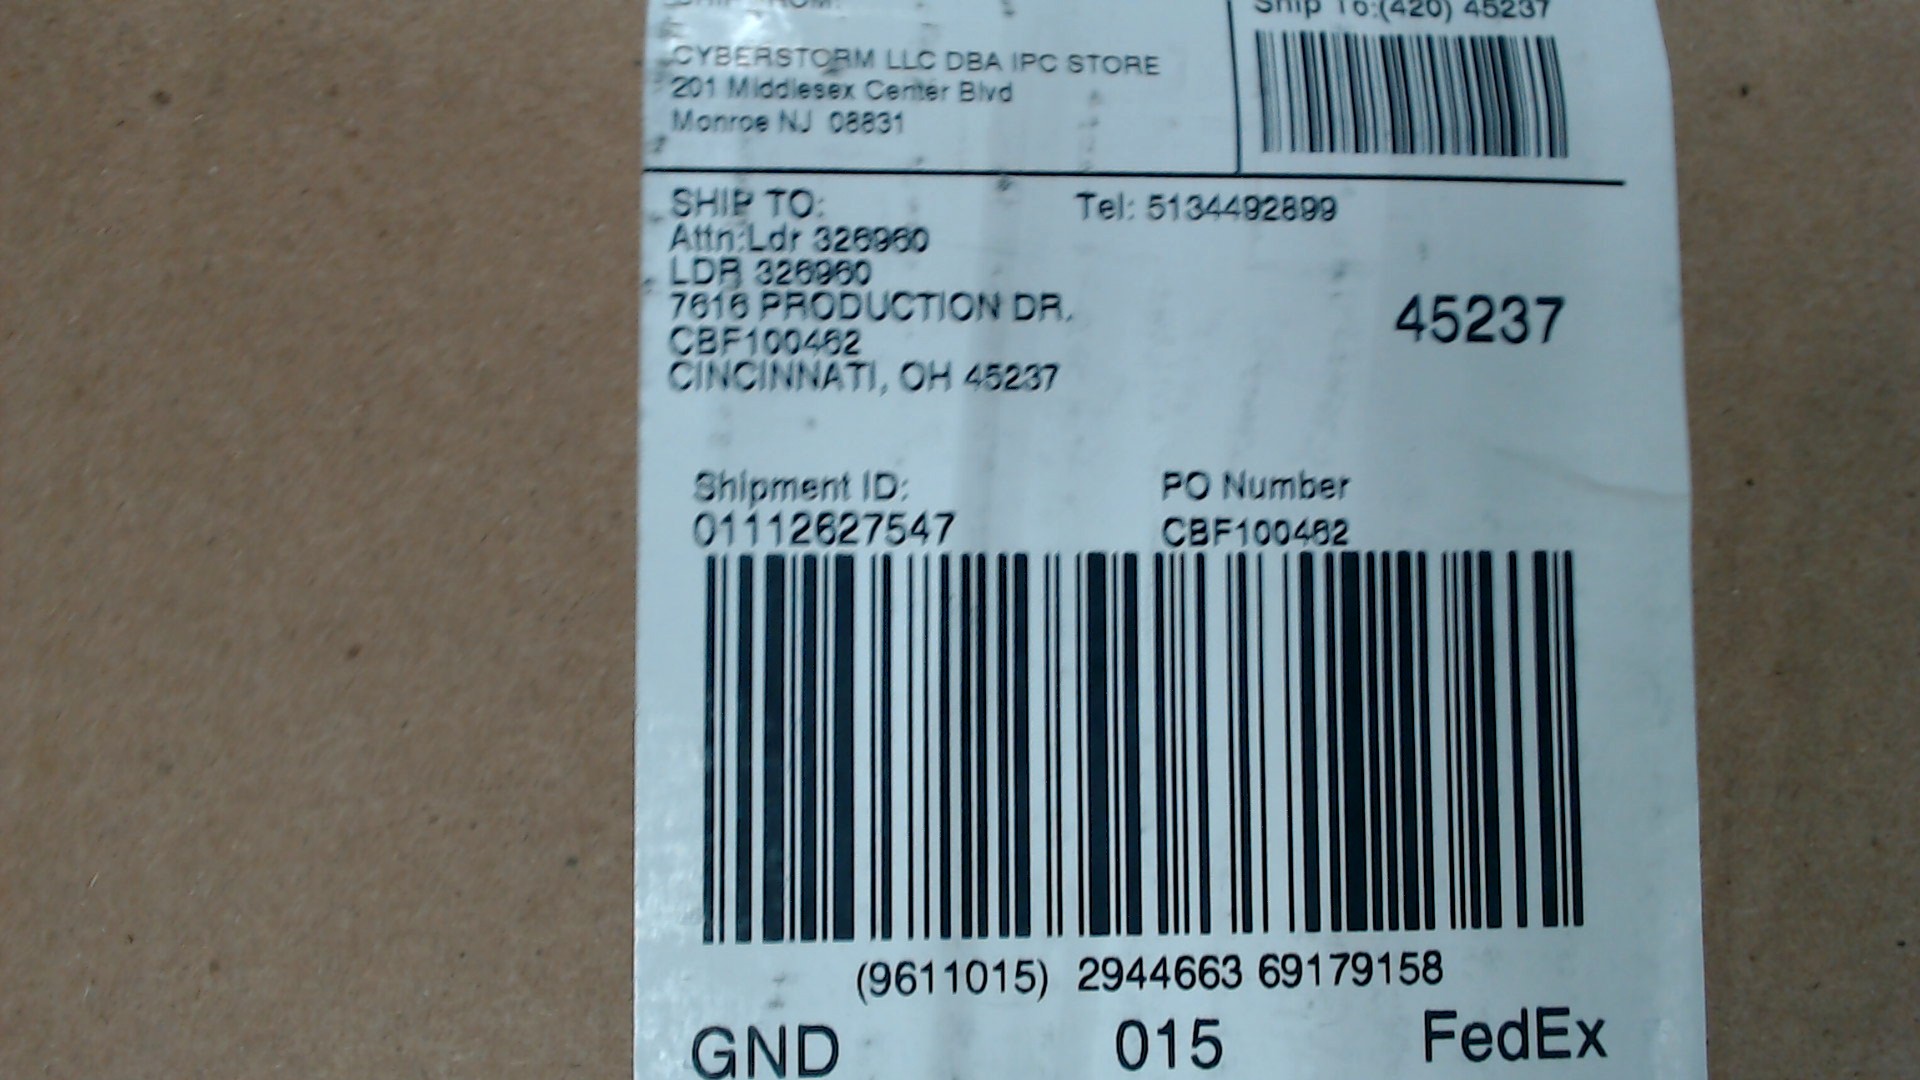 SHIP FROM:
CYBERSTORM LLC DBA IPC STORE
201 Middlesex Center Blvd
Monroe NJ 08831
Ship To:(420) 45237
SHIP TO:
Tel: 5134492899
Attn:Ldr 326960
LDR 326960
7616 PRODUCTION DR.
CBF100462
CINCINNATI, OH 45237
45237
Shipment ID:
01112627547
PO Number
CBF100462
(9611015) 2944663 69179158
GND
015
FedEx